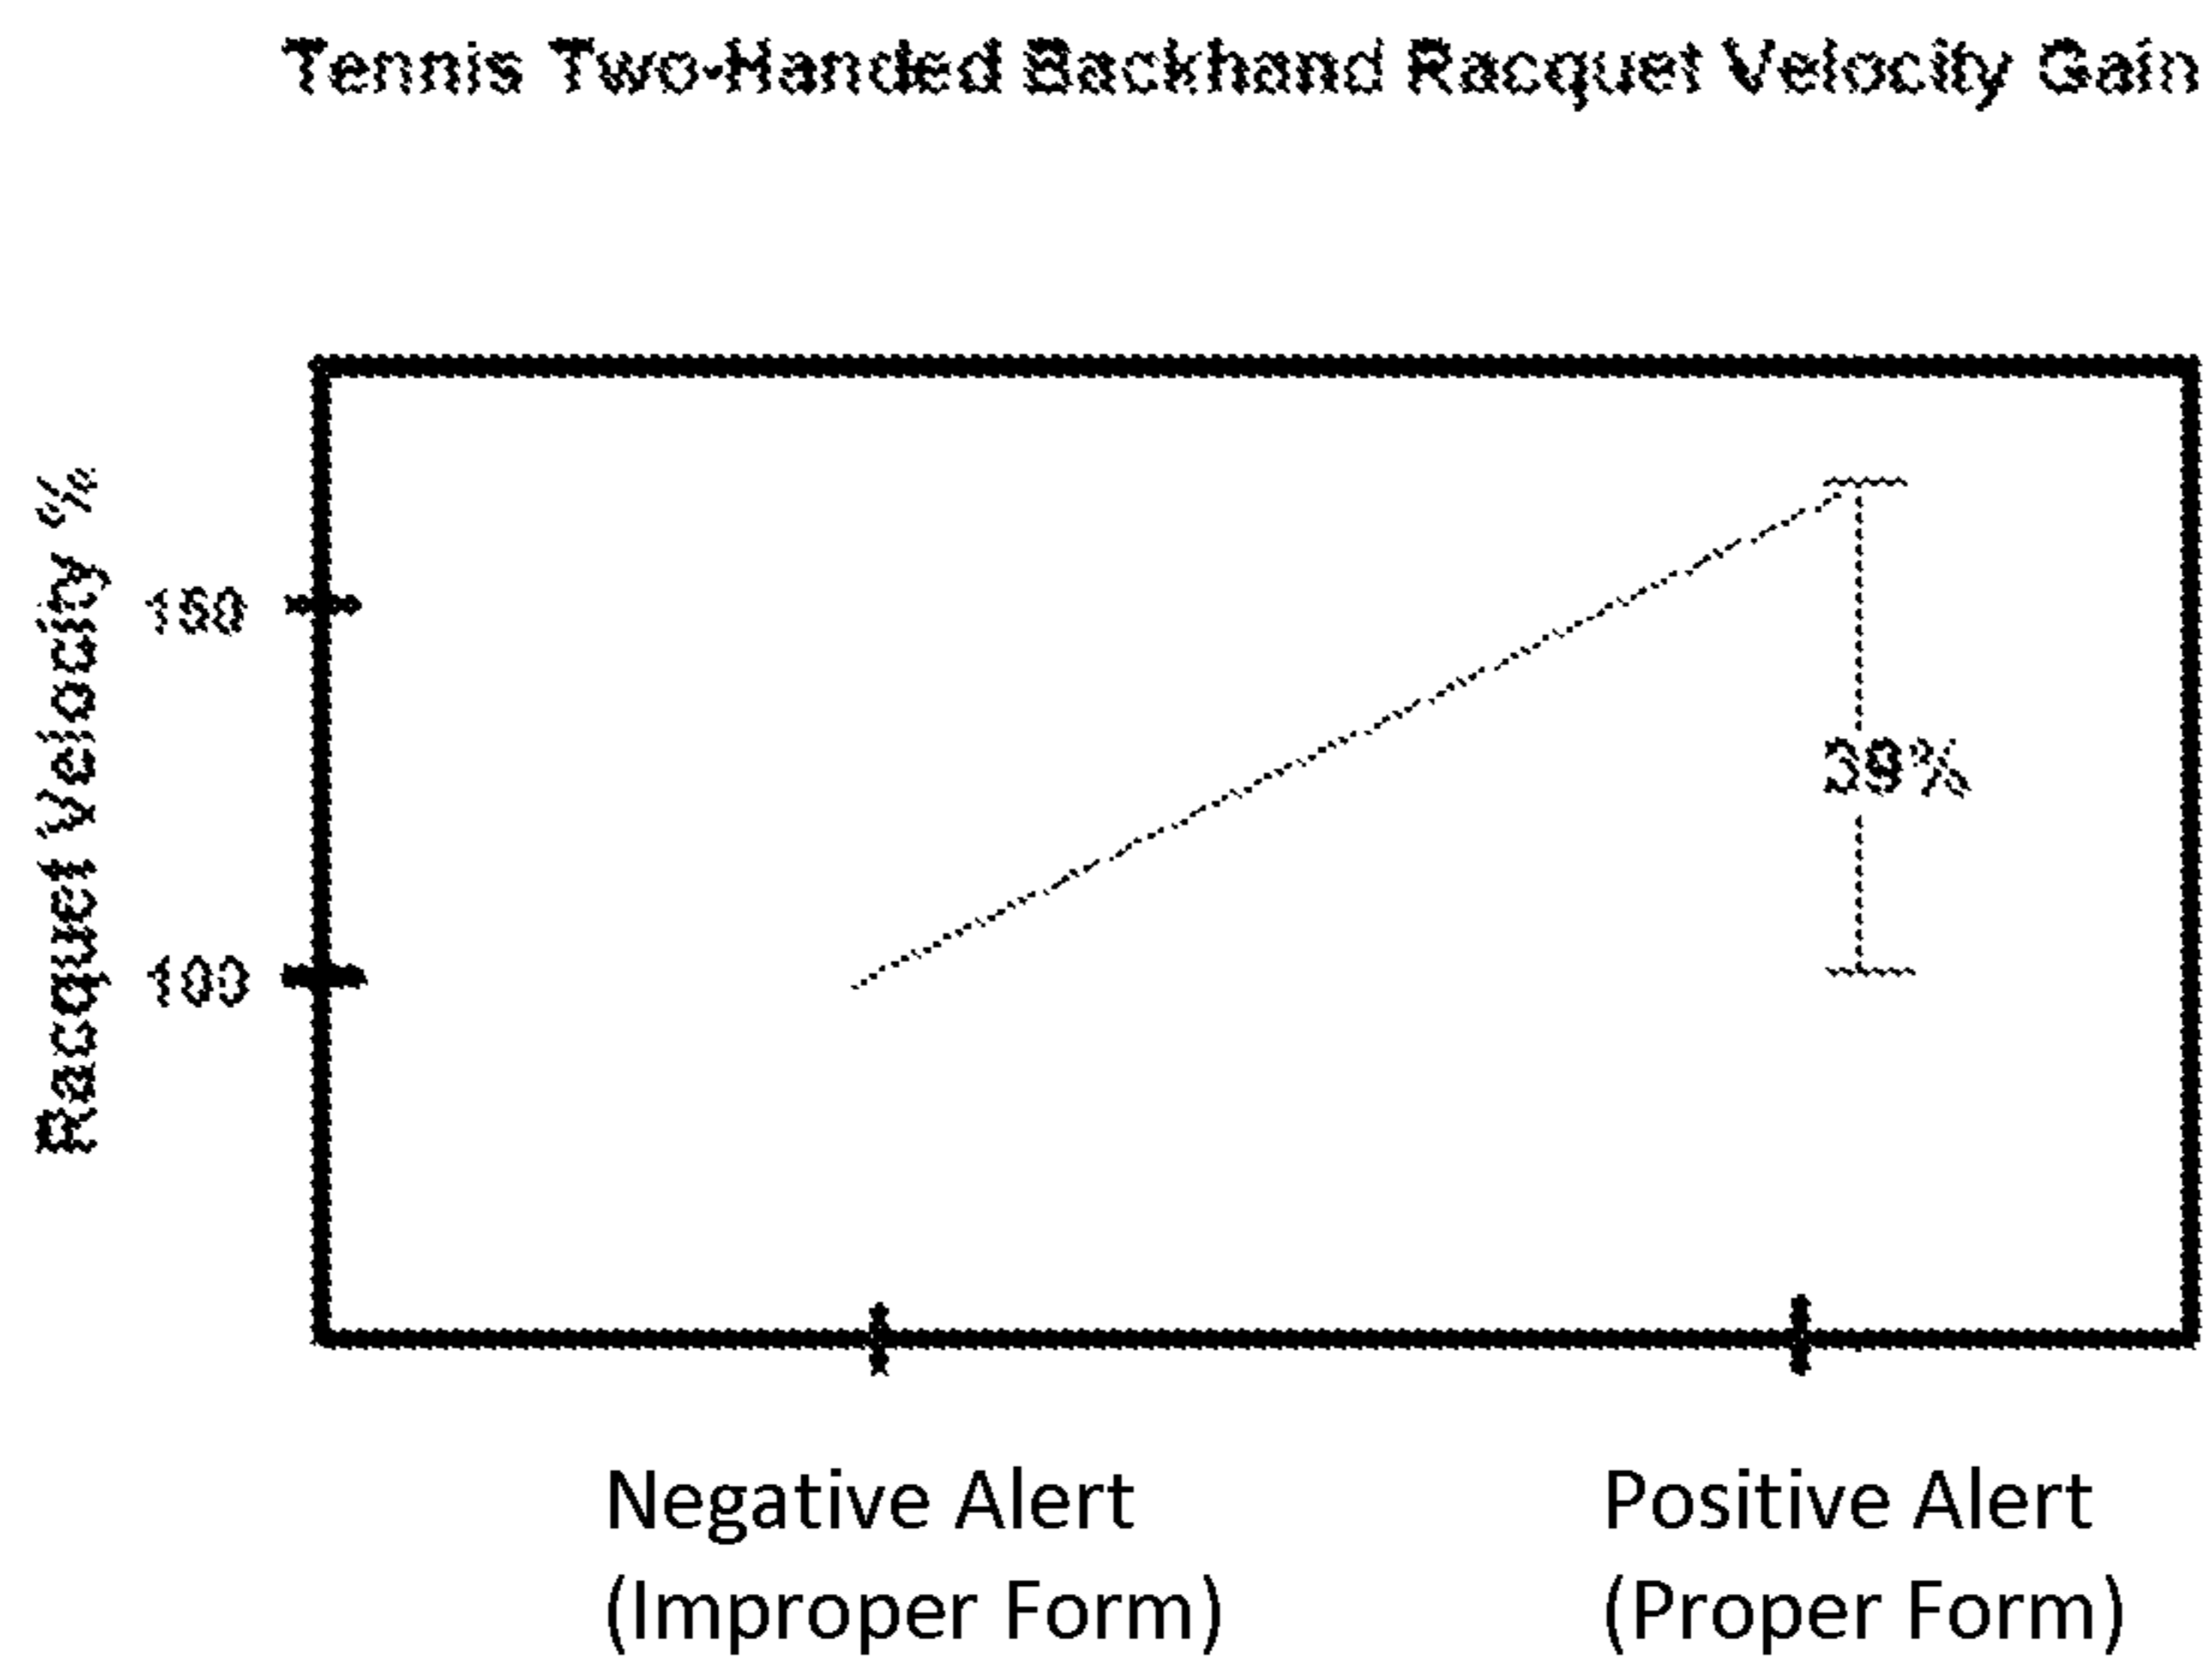 Tennis Two-Handed Backhand Racquet Velocity Gain
Racquet Velocity %
39%
100
Negative Alert
(Improper Form)
Positive Alert
(Proper Form)